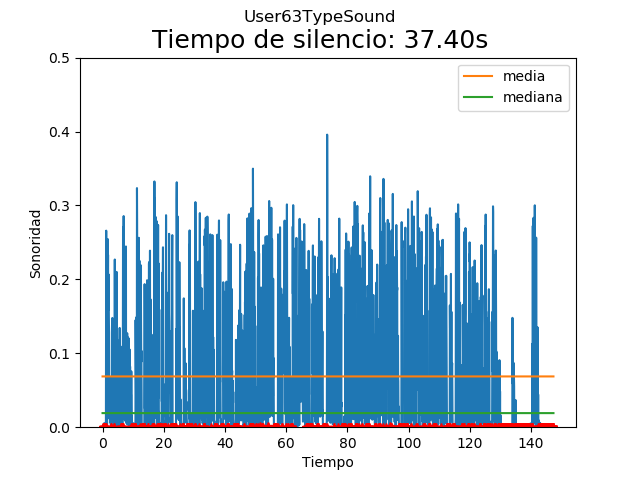 User63TypeSound
Tiempo de silencio: 37.40s
media
mediana
Sonoridad
0.5
0.4
0.3
0.2
0.1
0.0
0 20 40 60 80 100 120 140
Tiempo